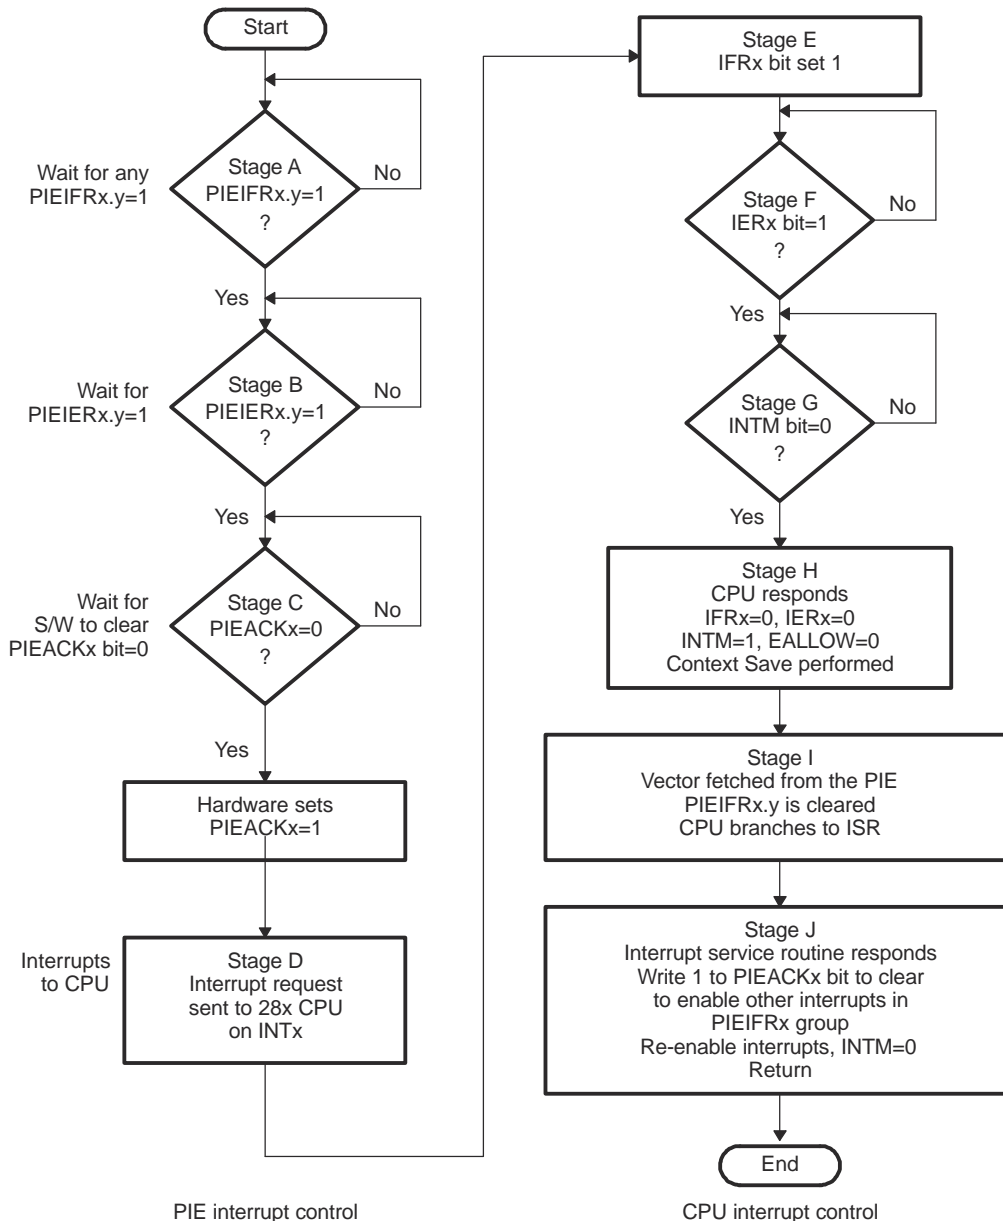 Start
Wait for any
PIEIFRx.y=1
Stage A
PIEIFRx.y=1
?
No
Yes
Wait for
PIEIERx.y=1
Stage B
PIEIERx.y=1
?
No
Yes
Wait for
S/W to clear
PIEACKx bit=0
Stage C
PIEACKx=0
?
No
Yes
Hardware sets
PIEACKx=1
Interrupts
to CPU
Stage D
Interrupt request
sent to 28x CPU
on INTx
PIE interrupt control
Stage E
IFRx bit set 1
Stage F
IERx bit=1
?
No
Yes
Stage G
INTM bit=0
?
No
Yes
Stage H
CPU responds
IFRx=0, IERx=0
INTM=1, EALLOW=0
Context Save performed
Stage I
Vector fetched from the PIE
PIEIFRx.y is cleared
CPU branches to ISR
Stage J
Interrupt service routine responds
Write 1 to PIEACKx bit to clear
to enable other interrupts in
PIEIFRx group
Re-enable interrupts, INTM=0
Return
End
CPU interrupt control